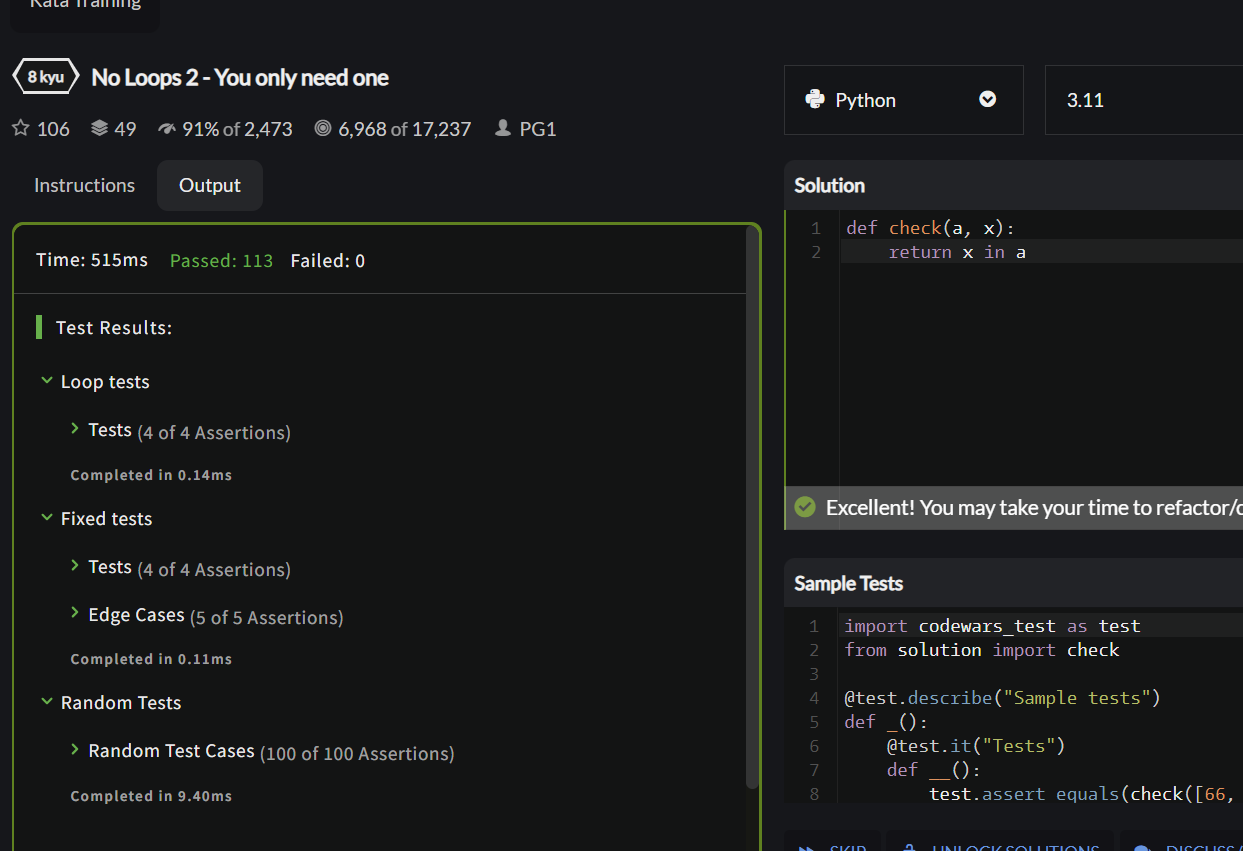 Kata Training
8 kyu No Loops 2 - You only need one
106 49 91% of 2,473 6,968 of 17,237 PG1
Instructions Output
Time: 515ms Passed: 113 Failed: 0
Test Results:
Loop tests
Tests (4 of 4 Assertions)
Completed in 0.14ms
Fixed tests
Tests (4 of 4 Assertions)
Edge Cases (5 of 5 Assertions)
Completed in 0.11ms
Random Tests
Random Test Cases (100 of 100 Assertions)
Completed in 9.40ms
Python 3.11
Solution
1 def check(a, x):
2 return x in a
Excellent! You may take your time to refactor/
Sample Tests
1 import codewars_test as test
2 from solution import check
3
4 @test.describe("Sample tests")
5 def _():
6 @test.it("Tests")
7 def __():
8 test.assert_equals(check([66,
SKIP UNLOCK SOLUTIONS DISCUSS